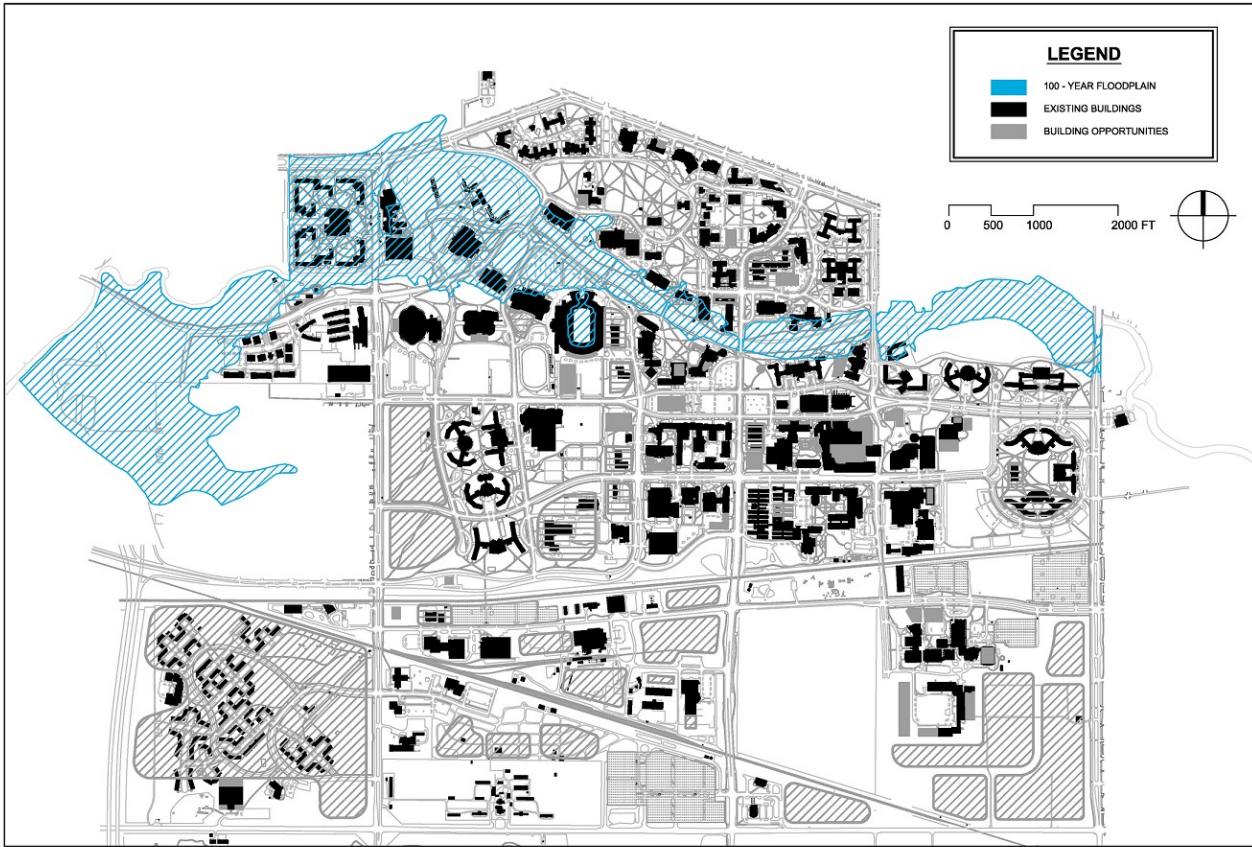 LEGEND
100 - YEAR FLOODPLAIN
EXISTING BUILDINGS
BUILDING OPPORTUNITIES
0 500 1000 2000 FT